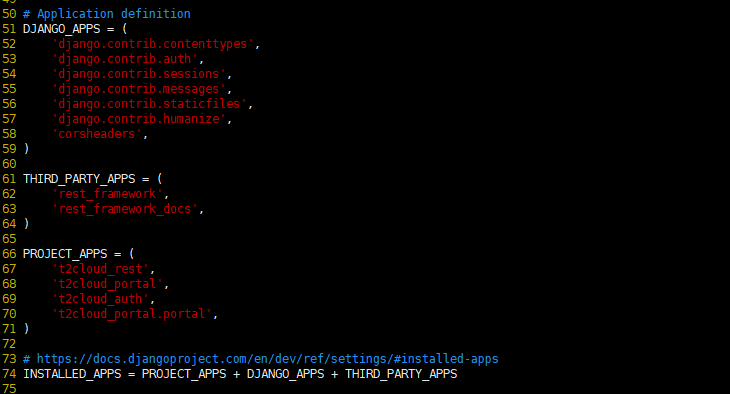 50 # Application definition
51 DJANGO_APPS = (
52     'django.contrib.contenttypes',
53     'django.contrib.auth',
54     'django.contrib.sessions',
55     'django.contrib.messages',
56     'django.contrib.staticfiles',
57     'django.contrib.humanize',
58     'corsheaders',
59 )
60
61 THIRD_PARTY_APPS = (
62     'rest_framework',
63     'rest_framework_docs',
64 )
65
66 PROJECT_APPS = (
67     't2cloud_rest',
68     't2cloud_portal',
69     't2cloud_auth',
70     't2cloud_portal.portal',
71 )
72
73 # https://docs.djangoproject.com/en/dev/ref/settings/#installed-apps
74 INSTALLED_APPS = PROJECT_APPS + DJANGO_APPS + THIRD_PARTY_APPS
75